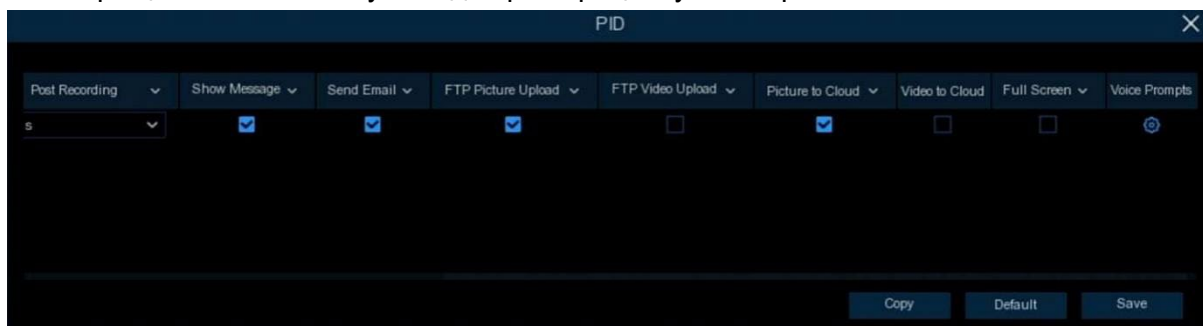 PID
Post Recording Show Message Send Email FTP Picture Upload FTP Video Upload Picture to Cloud Video to Cloud Full Screen Voice Prompts
s
Copy Default Save